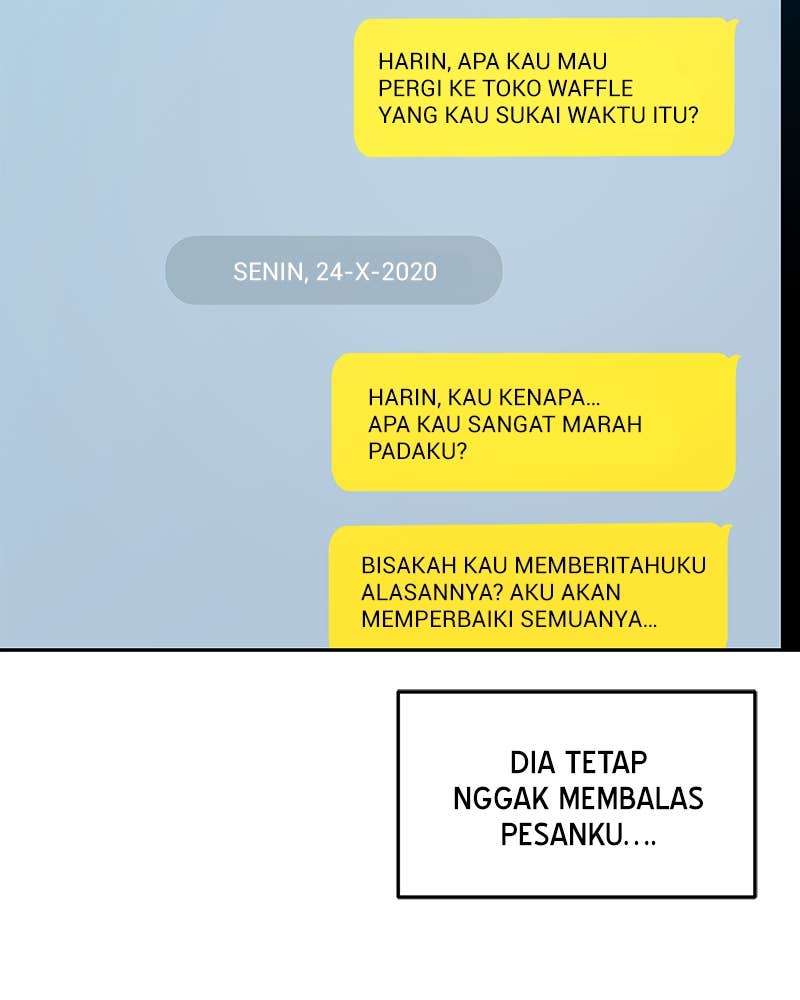 HARIN, APA KAU MAU
PERGI KE TOKO WAFFLE
YANG KAU SUKAI WAKTU ITU?
SENIN, 24-X-2020
HARIN, KAU KENAPA...
APA KAU SANGAT MARAH
PADAKU?
BISAKAH KAU MEMBERITAHUKU
ALASANNYA? AKU AKAN
MEMPERBAIKI SEMUANYA...
DIA TETAP
NGGAK MEMBALAS
PESANKU....